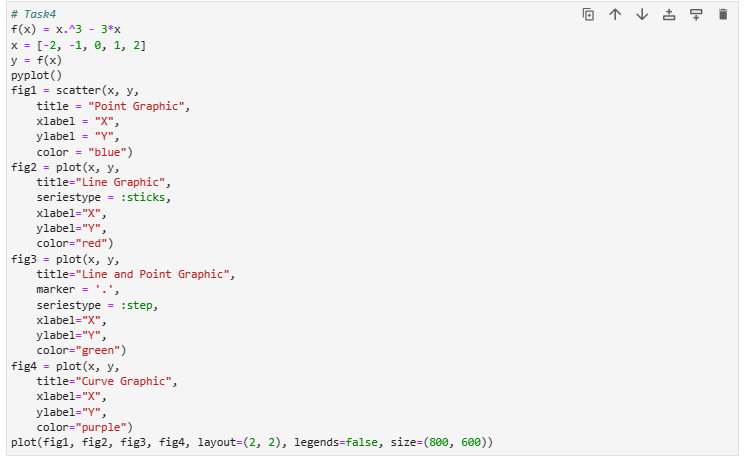 # Task4
f(x) = x.^3 - 3*x
x = [-2, -1, 0, 1, 2]
y = f(x)
pyplot()
fig1 = scatter(x, y,
    title = "Point Graphic",
    xlabel = "X",
    ylabel = "Y",
    color = "blue")
fig2 = plot(x, y,
    title="Line Graphic",
    seriestype = :sticks,
    xlabel="X",
    ylabel="Y",
    color="red")
fig3 = plot(x, y,
    title="Line and Point Graphic",
    marker = '.',
    seriestype = :step,
    xlabel="X",
    ylabel="Y",
    color="green")
fig4 = plot(x, y,
    title="Curve Graphic",
    xlabel="X",
    ylabel="Y",
    color="purple")
plot(fig1, fig2, fig3, fig4, layout=(2, 2), legends=false, size=(800, 600))